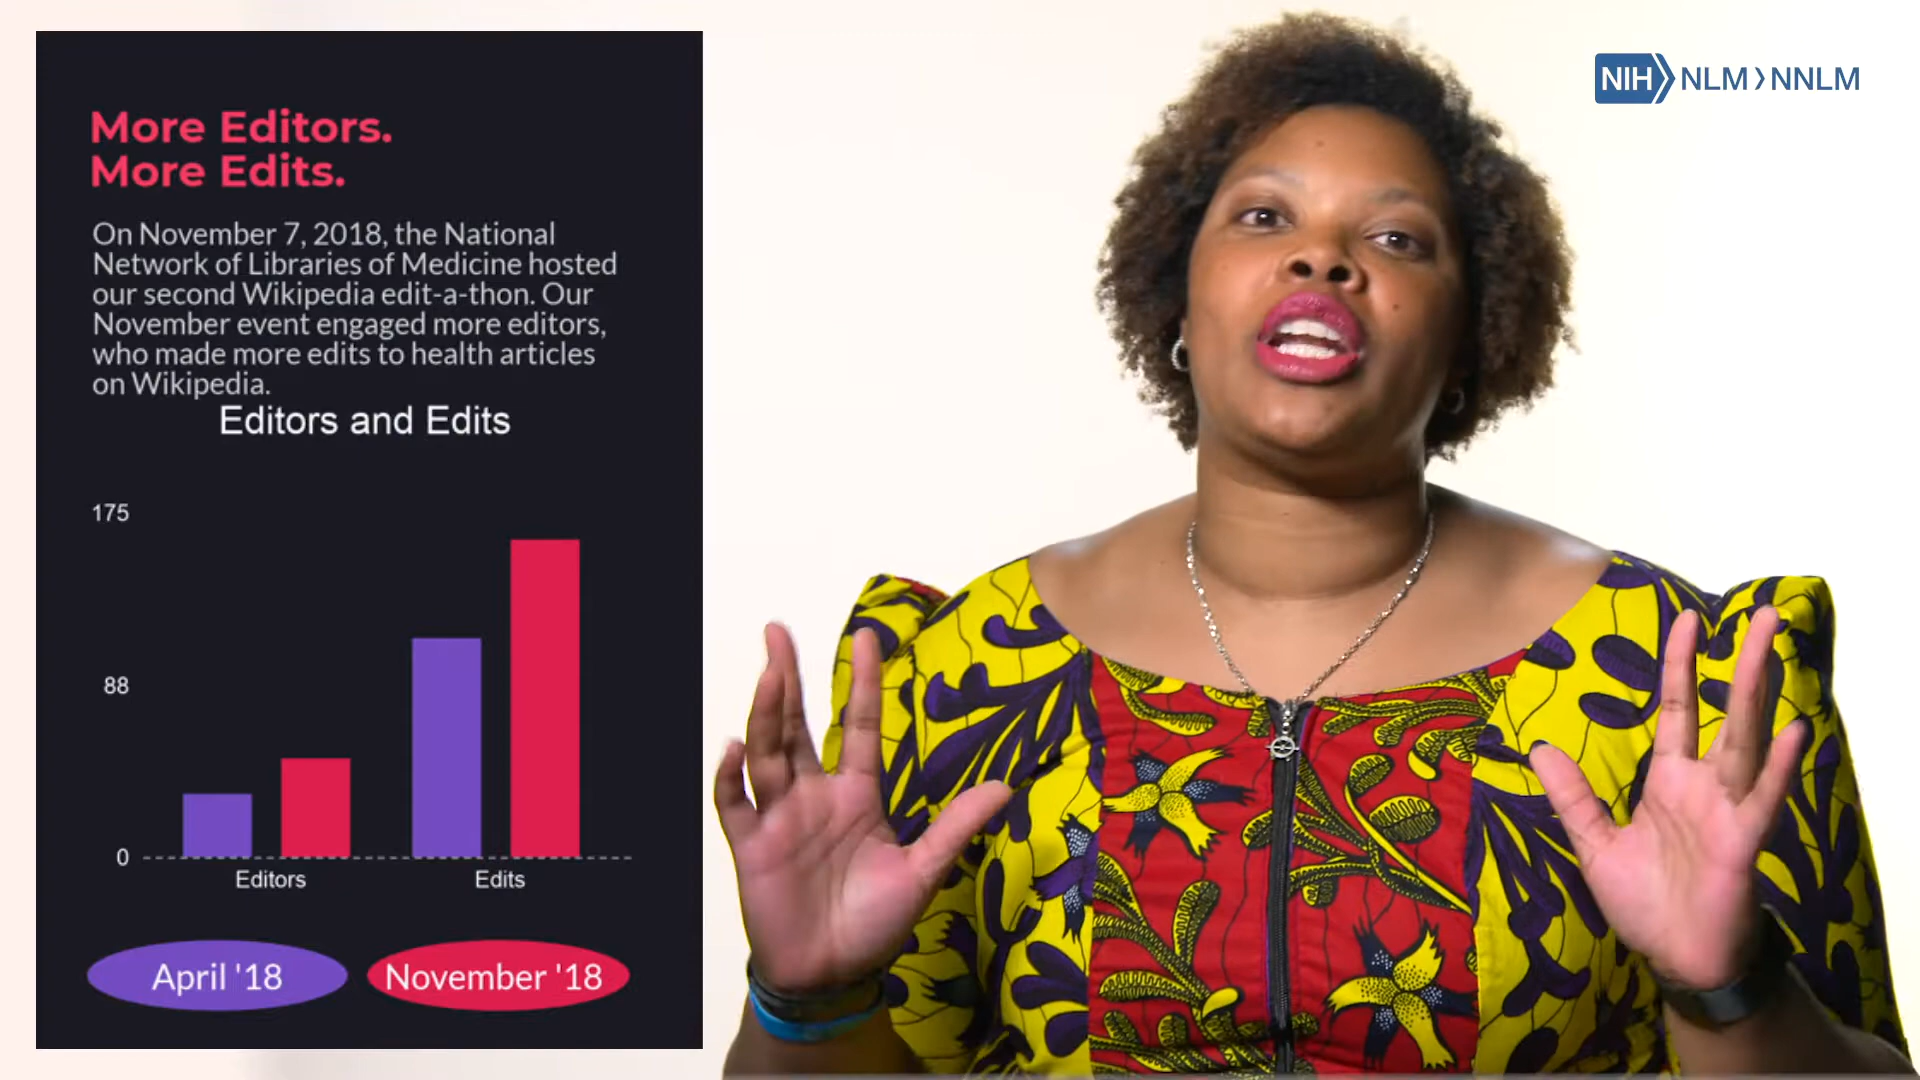 More Editors.
More Edits.
On November 7, 2018, the National
Network of Libraries of Medicine hosted
our second Wikipedia edit-a-thon. Our
November event engaged more editors,
who made more edits to health articles
on Wikipedia.
Editors and Edits
175
88
0
Editors Edits
April '18 November '18
NIH NLM NNLM